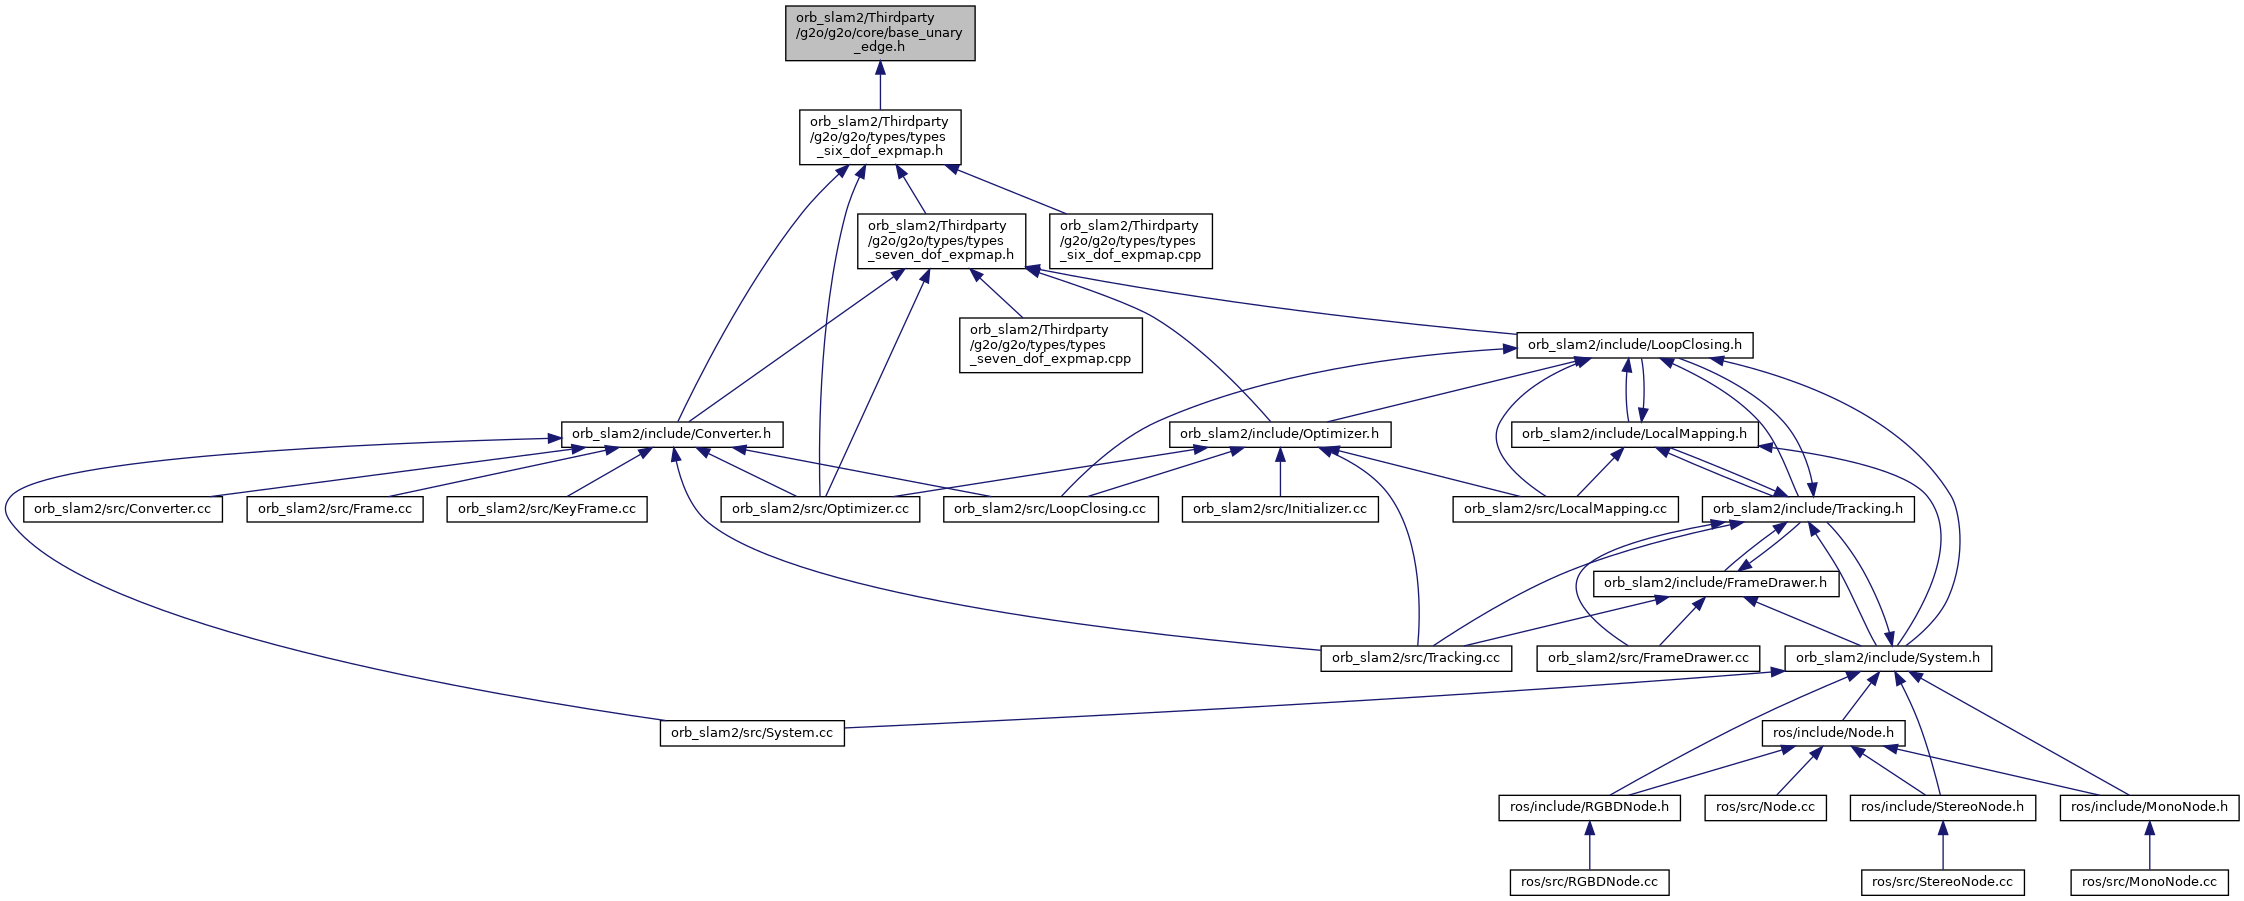 orb_slam2/Thirdparty
/g2o/g2o/core/base_unary
_edge.h
orb_slam2/Thirdparty
/g2o/g2o/types/types
_six_dof_expmap.h
orb_slam2/Thirdparty
/g2o/g2o/types/types
_seven_dof_expmap.h
orb_slam2/Thirdparty
/g2o/g2o/types/types
_six_dof_expmap.cpp
orb_slam2/Thirdparty
/g2o/g2o/types/types
_seven_dof_expmap.cpp
orb_slam2/include/LoopClosing.h
orb_slam2/include/Converter.h
orb_slam2/include/Optimizer.h
orb_slam2/include/LocalMapping.h
orb_slam2/src/Converter.cc
orb_slam2/src/Frame.cc
orb_slam2/src/KeyFrame.cc
orb_slam2/src/Optimizer.cc
orb_slam2/src/LoopClosing.cc
orb_slam2/src/Initializer.cc
orb_slam2/src/LocalMapping.cc
orb_slam2/include/Tracking.h
orb_slam2/include/FrameDrawer.h
orb_slam2/src/Tracking.cc
orb_slam2/src/FrameDrawer.cc
orb_slam2/include/System.h
orb_slam2/src/System.cc
ros/include/Node.h
ros/include/RGBDNode.h
ros/src/Node.cc
ros/include/StereoNode.h
ros/include/MonoNode.h
ros/src/RGBDNode.cc
ros/src/StereoNode.cc
ros/src/MonoNode.cc